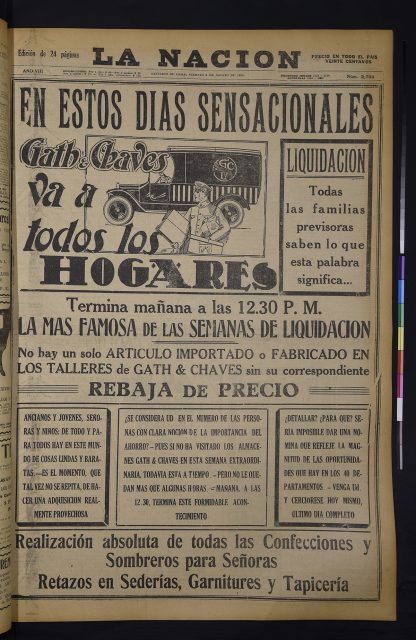 Edición de 24 páginas
LA NACION
PRECIO EN TODO EL PAIS
VEINTE CENTAVOS
AÑO VIII
EN ESTOS DIAS SENSACIONALES
Gath & Chaves
va a
todos los
HOGARES
LIQUIDACION
Todas
las familias
previsoras
saben lo que
esta palabra
significa...
Termina mañana a las 12.30 P. M.
LA MAS FAMOSA DE LAS SEMANAS DE LIQUIDACION
No hay un solo ARTICULO IMPORTADO o FABRICADO EN
LOS TALLERES de GATH & CHAVES sin su correspondiente
REBAJA DE PRECIO
ANCIANOS Y JOVENES, SEÑO-
RAS Y NIÑOS: DE TODO Y PA-
RA TODOS HAY EN ESTE MUN-
DO DE COSAS LINDAS Y BARA-
TAS.—ES EL MOMENTO, QUE
TAL VEZ NO SE REPITA, DE HA-
CER UNA ADQUISICION REAL-
MENTE PROVECHOSA
¿SE CONSIDERA UD. EN EL NUMERO DE LAS PERSO-
NAS CON CLARA NOCION DE LA IMPORTANCIA DEL
AHORRO? - PUES SI NO HA VISITADO LOS ALMACE-
NES GATH & CHAVES EN ESTA SEMANA EXTRAORDI-
NARIA, TODAVIA ESTA A TIEMPO - PERO NO LE QUE-
DAN MAS QUE ALGUNAS HORAS - MAÑANA, A LAS
12.30, TERMINA ESTE FORMIDABLE ACON-
TECIMIENTO
¿DETALLAR? ¿PARA QUE? SE-
RIA IMPOSIBLE DAR UNA NO-
MINA QUE REFLEJE LA MAG-
NITUD DE LAS OPORTUNIDA-
DES QUE HAY EN LOS 40 DE-
PARTAMENTOS - VENGA UD.
Y CERCIORESE HOY MISMO,
ULTIMO DIA COMPLETO
Realización absoluta de todas las Confecciones y
Sombreros para Señoras
Retazos en Sederías, Garnitures y Tapicería